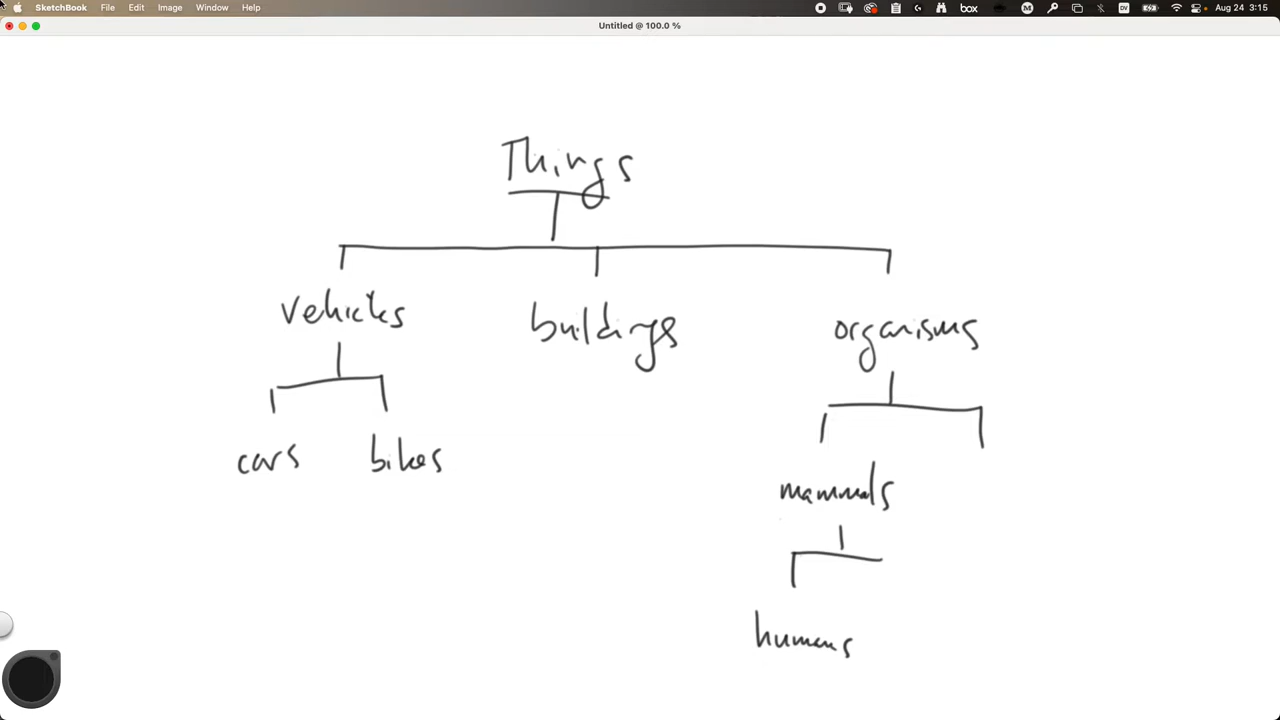 SketchBook File Edit Image Window Help box DV Aug 24 3:15
Untitled @ 100.0 %
Things
vehicles buildings organisms
cars bikes
mammals
humans